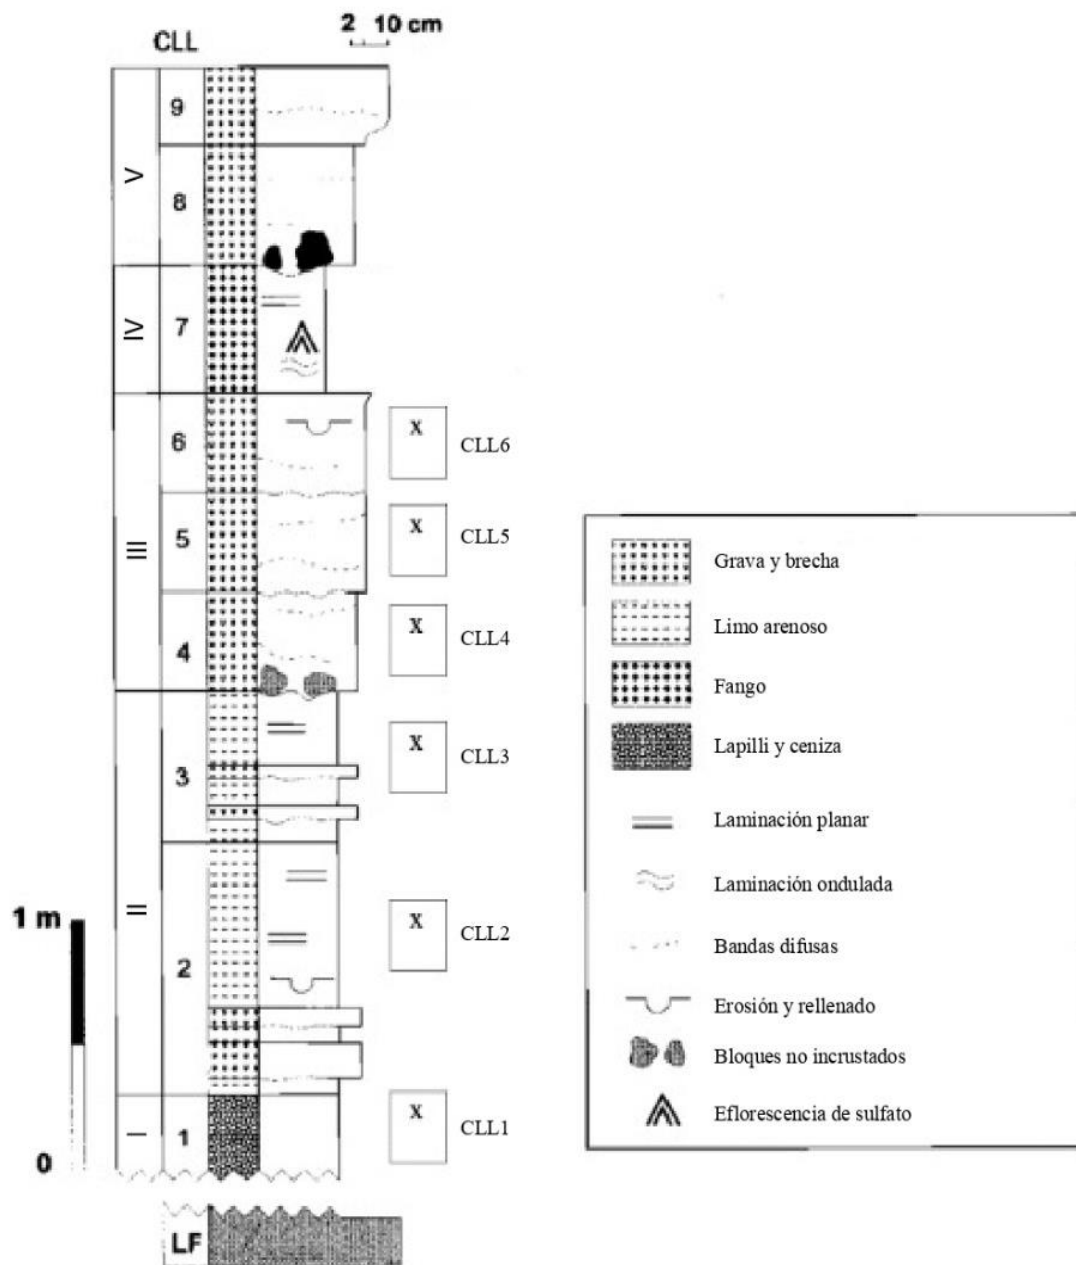 2 10 cm
CLL
9
V
8
IV
7
6
X
CLL6
III
5
X
CLL5
4
X
CLL4
3
X
CLL3
II
2
X
CLL2
1 m
0
I
1
X
CLL1
LF
Grava y brecha
Limo arenoso
Fango
Lapilli y ceniza
Laminación planar
Laminación ondulada
Bandas difusas
Erosión y rellenado
Bloques no incrustados
Eflorescencia de sulfato